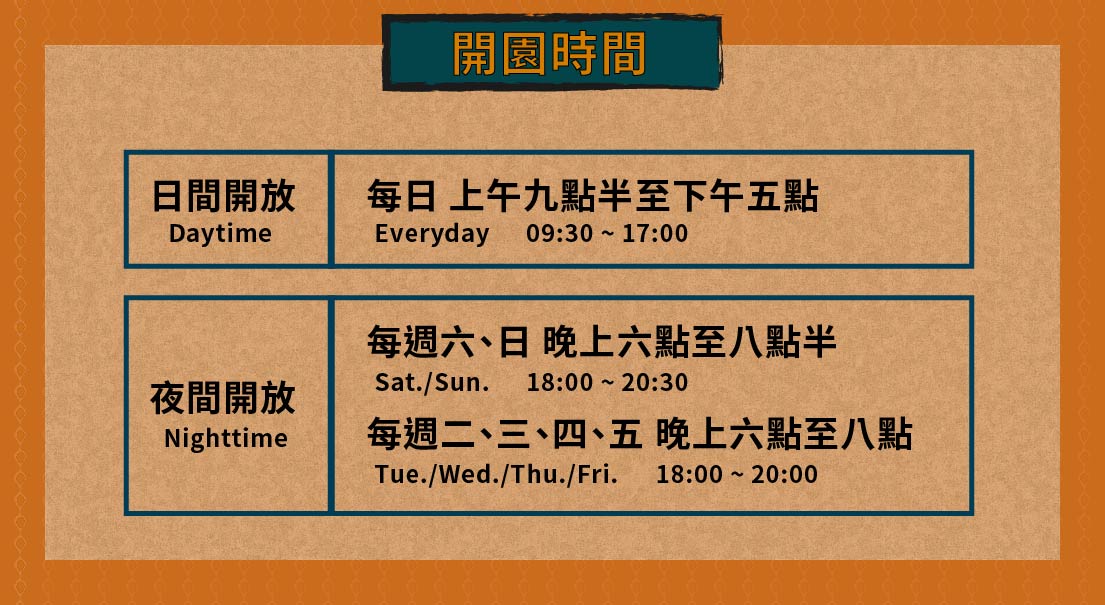 開園時間
日間開放
Daytime
每日 上午九點半至下午五點
Everyday 09:30 ~ 17:00
夜間開放
Nighttime
每週六、日 晚上六點至八點半
Sat./Sun. 18:00 ~ 20:30
每週二、三、四、五 晚上六點至八點
Tue./Wed./Thu./Fri. 18:00 ~ 20:00